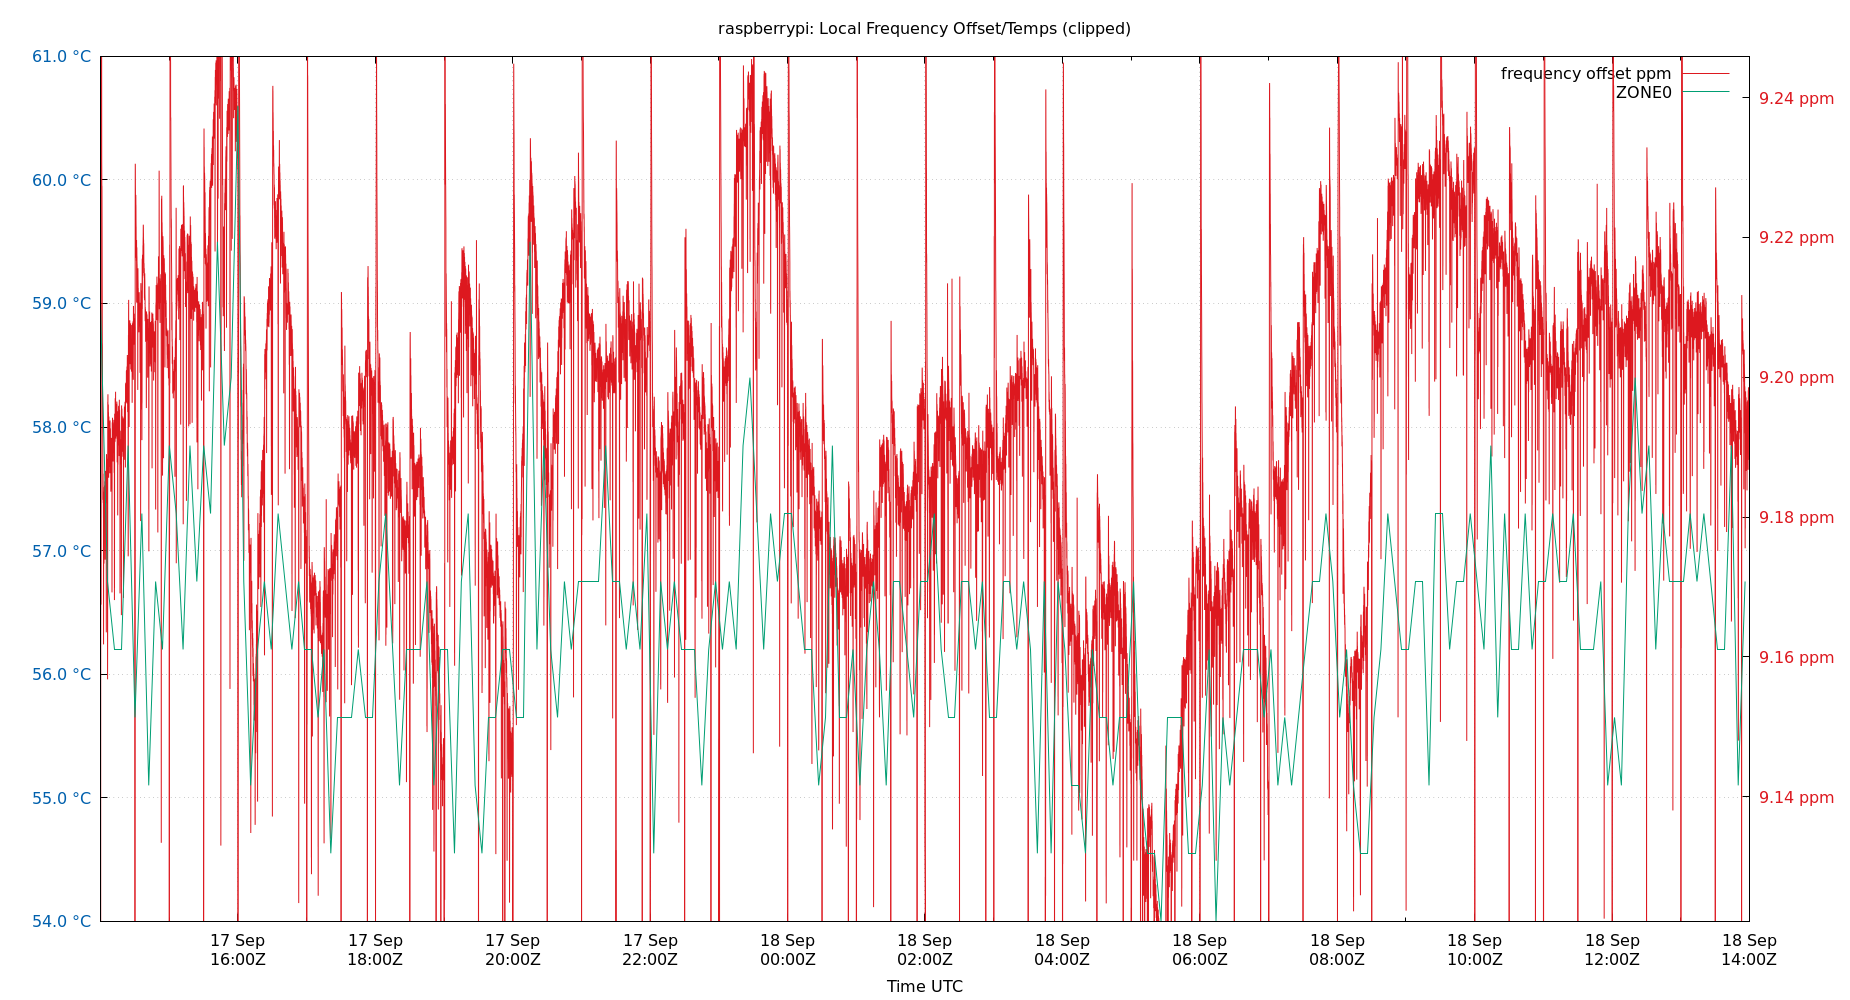 raspberrypi: Local Frequency Offset/Temps (clipped)
61.0 °C
60.0 °C
59.0 °C
58.0 °C
57.0 °C
56.0 °C
55.0 °C
54.0 °C
frequency offset ppm
ZONE0
9.24 ppm
9.22 ppm
9.20 ppm
9.18 ppm
9.16 ppm
9.14 ppm
17 Sep
16:00Z
17 Sep
18:00Z
17 Sep
20:00Z
17 Sep
22:00Z
18 Sep
00:00Z
18 Sep
02:00Z
18 Sep
04:00Z
18 Sep
06:00Z
18 Sep
08:00Z
18 Sep
10:00Z
18 Sep
12:00Z
18 Sep
14:00Z
Time UTC